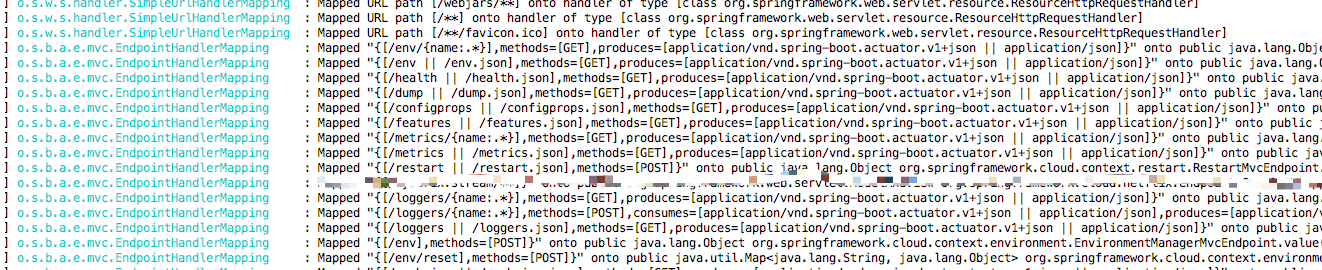 ] o.s.w.s.handler.SimpleUrlHandlerMapping : Mapped URL path [/webjars/**] onto handler of type [class org.springframework.web.servlet.resource.ResourceHttpRequestHandler]
] o.s.w.s.handler.SimpleUrlHandlerMapping : Mapped URL path [/**] onto handler of type [class org.springframework.web.servlet.resource.ResourceHttpRequestHandler]
] o.s.w.s.handler.SimpleUrlHandlerMapping : Mapped URL path [/**/favicon.ico] onto handler of type [class org.springframework.web.servlet.resource.ResourceHttpRequestHandler]
] o.s.b.a.e.mvc.EndpointHandlerMapping : Mapped "{[/env/{name:.*}],methods=[GET],produces=[application/vnd.spring-boot.actuator.v1+json || application/json]}" onto public java.lang.Obje
] o.s.b.a.e.mvc.EndpointHandlerMapping : Mapped "{[/env || /env.json],methods=[GET],produces=[application/vnd.spring-boot.actuator.v1+json || application/json]}" onto public java.lang.O
] o.s.b.a.e.mvc.EndpointHandlerMapping : Mapped "{[/health || /health.json],methods=[GET],produces=[application/vnd.spring-boot.actuator.v1+json || application/json]}" onto public java.
] o.s.b.a.e.mvc.EndpointHandlerMapping : Mapped "{[/dump || /dump.json],methods=[GET],produces=[application/vnd.spring-boot.actuator.v1+json || application/json]}" onto public java.lang
] o.s.b.a.e.mvc.EndpointHandlerMapping : Mapped "{[/configprops || /configprops.json],methods=[GET],produces=[application/vnd.spring-boot.actuator.v1+json || application/json]}" onto pu
] o.s.b.a.e.mvc.EndpointHandlerMapping : Mapped "{[/features || /features.json],methods=[GET],produces=[application/vnd.spring-boot.actuator.v1+json || application/json]}" onto public
] o.s.b.a.e.mvc.EndpointHandlerMapping : Mapped "{[/metrics/{name:.*}],methods=[GET],produces=[application/vnd.spring-boot.actuator.v1+json || application/json]}" onto public java.lang.
] o.s.b.a.e.mvc.EndpointHandlerMapping : Mapped "{[/metrics || /metrics.json],methods=[GET],produces=[application/vnd.spring-boot.actuator.v1+json || application/json]}" onto public ja
] o.s.b.a.e.mvc.EndpointHandlerMapping : Mapped "{[/restart || /restart.json],methods=[POST]}" onto public java.lang.Object org.springframework.cloud.context.restart.RestartMvcEndpoint.
] o.s.b.a.e.mvc.EndpointHandlerMapping : Mapped "{[/loggers/{name:.*}],methods=[GET],produces=[application/vnd.spring-boot.actuator.v1+json || application/json]}" onto public java.lang.
] o.s.b.a.e.mvc.EndpointHandlerMapping : Mapped "{[/loggers/{name:.*}],methods=[POST],consumes=[application/vnd.spring-boot.actuator.v1+json || application/json],produces=[application/v
] o.s.b.a.e.mvc.EndpointHandlerMapping : Mapped "{[/loggers || /loggers.json],methods=[GET],produces=[application/vnd.spring-boot.actuator.v1+json || application/json]}" onto public ja
] o.s.b.a.e.mvc.EndpointHandlerMapping : Mapped "{[/env],methods=[POST]}" onto public java.lang.Object org.springframework.cloud.context.environment.EnvironmentManagerMvcEndpoint.value(
] o.s.b.a.e.mvc.EndpointHandlerMapping : Mapped "{[/env/reset],methods=[POST]}" onto public java.util.Map<java.lang.String, java.lang.Object> org.springframework.cloud.context.environme